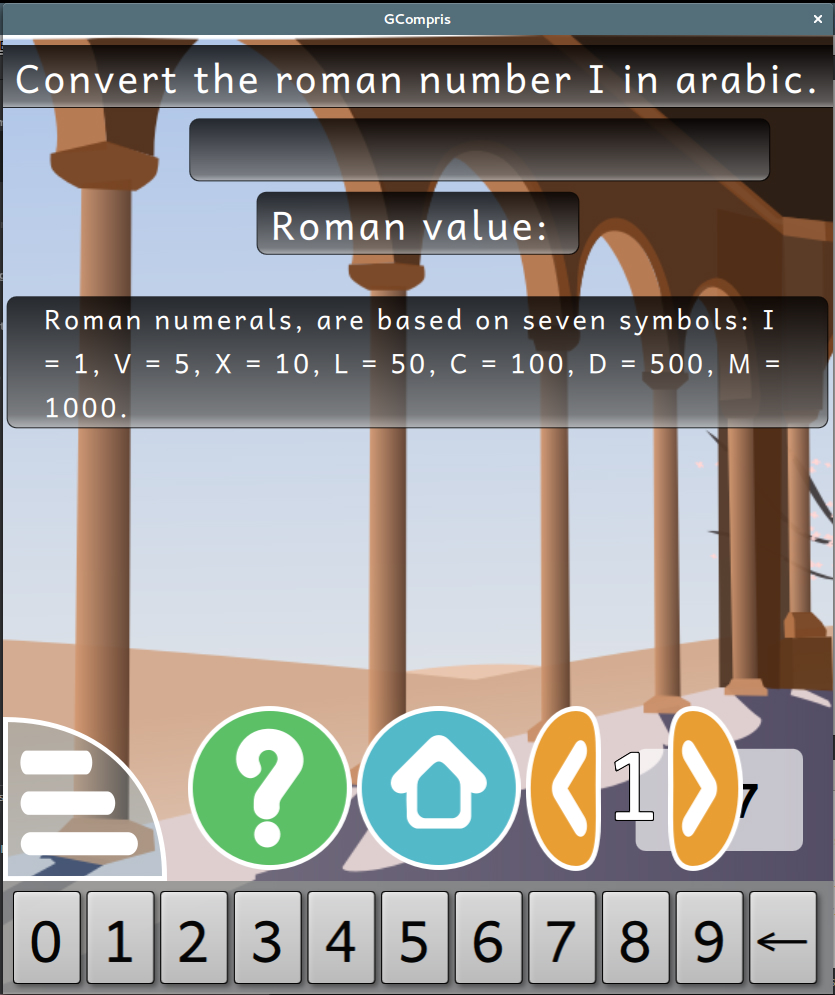 GCompris
Convert the roman number I in arabic.
Roman value:
Roman numerals, are based on seven symbols: I
= 1, V = 5, X = 10, L = 50, C = 100, D = 500, M =
1000.
1 7
0 1 2 3 4 5 6 7 8 9 ←